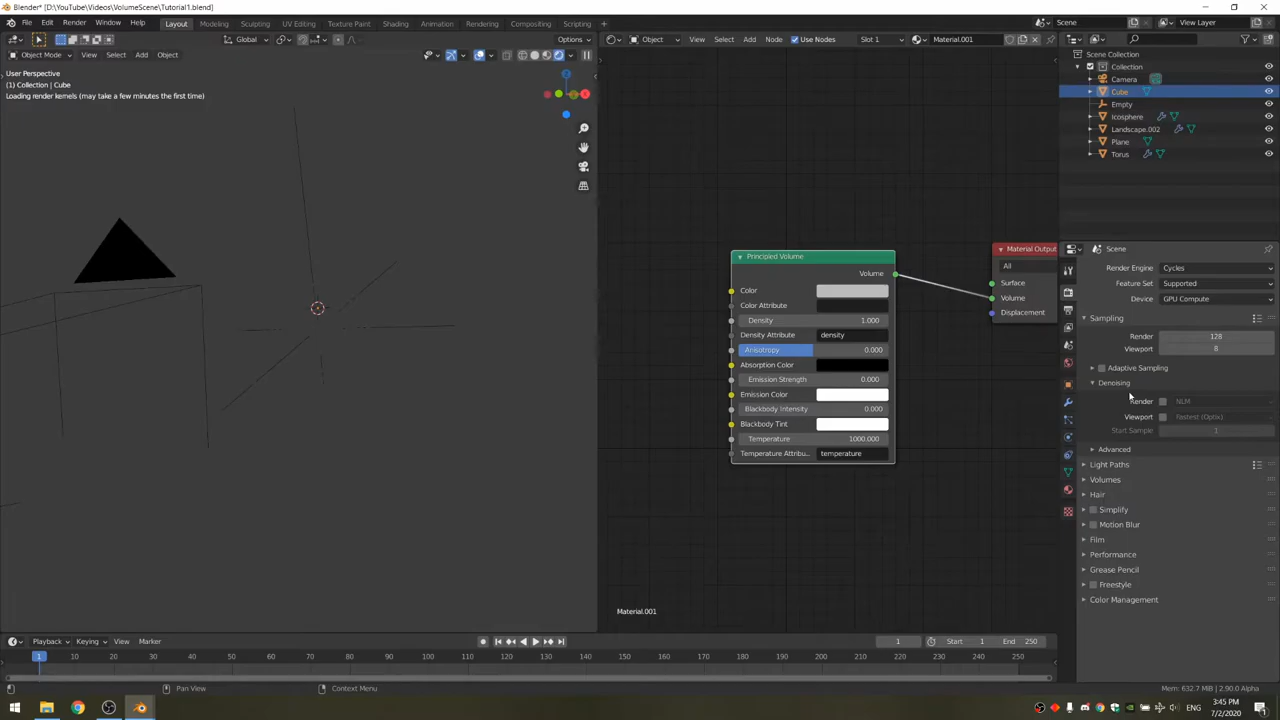 Blender* [D:\YouTube\Videos\VolumeScene\Tutorial1.blend]
File Edit Render Window Help Layout Modeling Sculpting UV Editing Texture Paint Shading Animation Rendering Compositing Scripting Scene View Layer
Global Options Object View Select Add Node Use Nodes Slot 1 Material.001
Object Mode View Select Add Object
User Perspective
(1) Collection | Cube
Loading render kernels (may take a few minutes the first time)
Principled Volume
Volume
Color
Color Attribute
Density 1.000
Density Attribute density
Anisotropy 0.000
Absorption Color
Emission Strength 0.000
Emission Color
Blackbody Intensity 0.000
Blackbody Tint
Temperature 1000.000
Temperature Attribu... temperature
Material Output
All
Surface
Volume
Displacement
Material.001
Scene Collection
Collection
Camera
Cube
Empty
Icosphere
Landscape.002
Plane
Torus
Scene
Render Engine Cycles
Feature Set Supported
Device GPU Compute
Sampling
Render 128
Viewport 8
Adaptive Sampling
Denoising
Render NLM
Viewport Fastest (Optix)
Start Sample 1
Advanced
Light Paths
Volumes
Hair
Simplify
Motion Blur
Film
Performance
Grease Pencil
Freestyle
Color Management
Playback Keying View Marker 1 Start 1 End 250
1 10 20 30 40 50 60 70 80 90 100 110 120 130 140 150 160 170 180 190 200 210 220 230 240 250
Pan View Context Menu Mem: 632.7 MiB | 2.90.0 Alpha
ENG 3:45 PM
7/2/2020